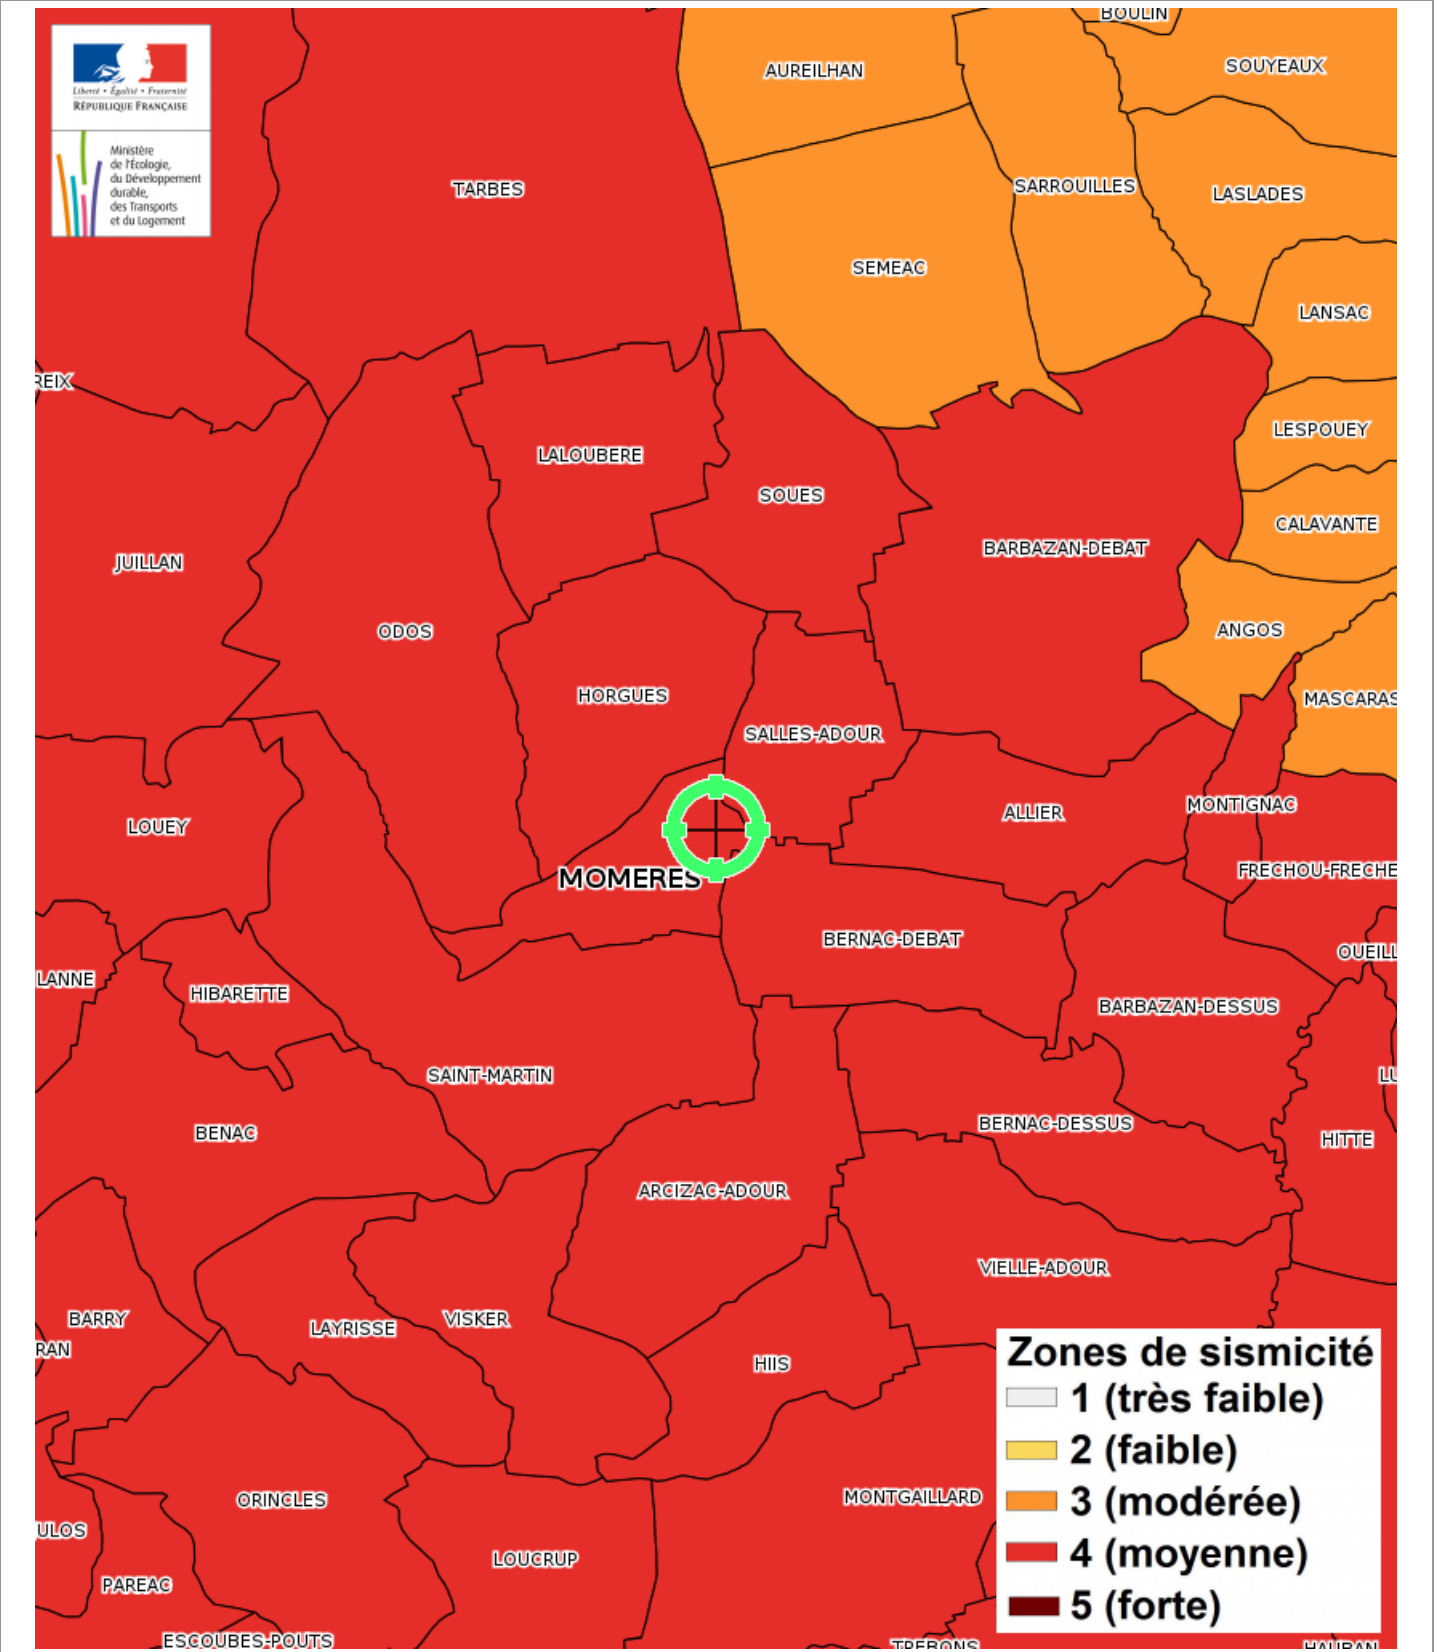 Liberté • Égalité • Fraternité
RÉPUBLIQUE FRANÇAISE
Ministère
de l'Écologie,
du Développement
durable,
des Transports
et du Logement
BOULIN
AUREILHAN
SOUYEAUX
TARBES
SARROUILLES
LASLADES
SEMEAC
LANSAC
REIX
LESPOUEY
LALOUBERE
SOUES
CALAVANTE
BARBAZAN-DEBAT
JUILLAN
ODOS
ANGOS
HORGUES
MASCARAS
SALLES-ADOUR
MONTIGNAC
ALLIER
LOUEY
FRECHOU-FRECHE
MOMERES
BERNAC-DEBAT
OUEILL
LANNE
HIBARETTE
BARBAZAN-DESSUS
SAINT-MARTIN
LU
BERNAC-DESSUS
BENAC
HITTE
ARCIZAC-ADOUR
VIELLE-ADOUR
BARRY
VISKER
LAYRISSE
RAN
HIIS
Zones de sismicité
1 (très faible)
2 (faible)
3 (modérée)
4 (moyenne)
5 (forte)
MONTGAILLARD
ORINCLES
ULOS
LOUCRUP
PAREAC
ESCOUBES-POUTS
TREBONS
HAUBAN